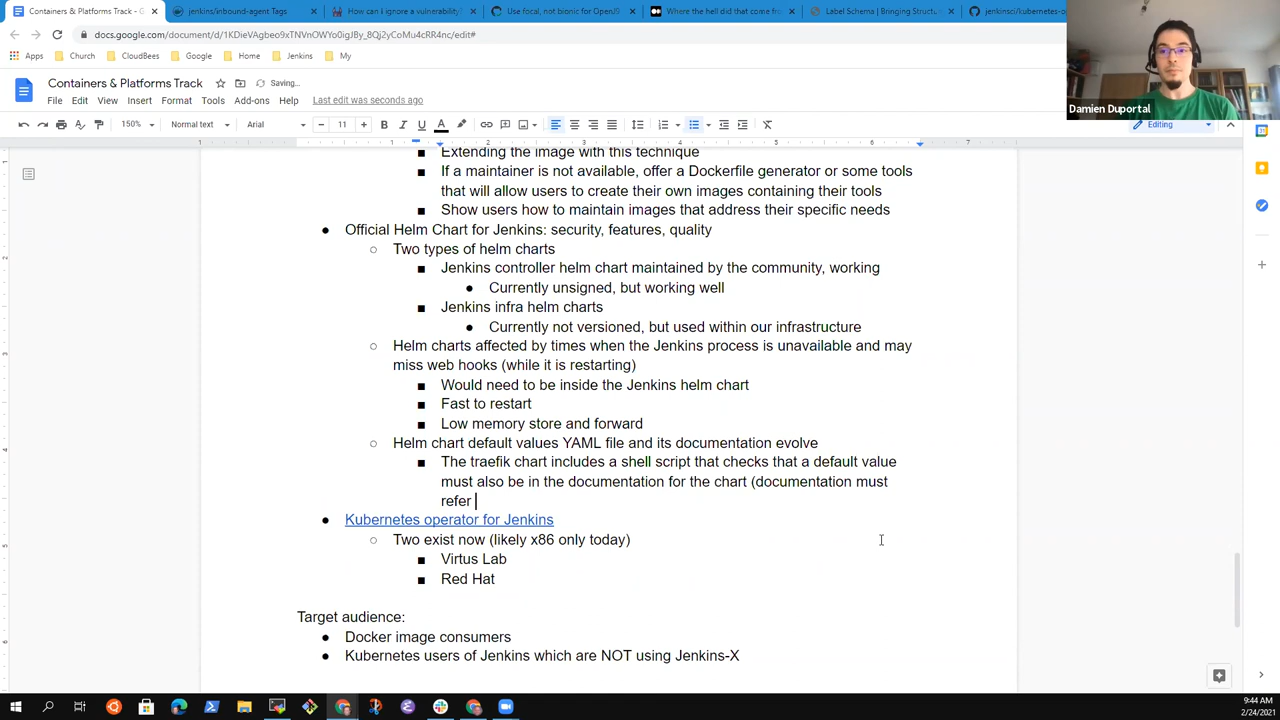 Containers & Platforms Track - G
jenkins/inbound-agent Tags
How can i ignore a vulnerability?
Use focal, not bionic for OpenJ
Where the hell did that come fro
Label Schema | Bringing Structu
jenkinsci/kubernetes-o
docs.google.com/document/d/1KDieVAgbeo9xTNVnOWYo0igJ8y_8Qj2yCoMu4cRR4nc/edit#
Apps Church CloudBees Google Home Jenkins My
Containers & Platforms Track Saving...
File Edit View Insert Format Tools Add-ons Help Last edit was seconds ago
Damien Duportal
150% Normal text Arial 11 B I U A Editing
1 1 2 3 4 5 6 7
Extending the image with this technique
If a maintainer is not available, offer a Dockerfile generator or some tools
that will allow users to create their own images containing their tools
Show users how to maintain images that address their specific needs
Official Helm Chart for Jenkins: security, features, quality
Two types of helm charts
Jenkins controller helm chart maintained by the community, working
Currently unsigned, but working well
Jenkins infra helm charts
Currently not versioned, but used within our infrastructure
Helm charts affected by times when the Jenkins process is unavailable and may
miss web hooks (while it is restarting)
Would need to be inside the Jenkins helm chart
Fast to restart
Low memory store and forward
Helm chart default values YAML file and its documentation evolve
The traefik chart includes a shell script that checks that a default value
must also be in the documentation for the chart (documentation must
refer
Kubernetes operator for Jenkins
Two exist now (likely x86 only today)
Virtus Lab
Red Hat
Target audience:
Docker image consumers
Kubernetes users of Jenkins which are NOT using Jenkins-X
9:44 AM
2/24/2021